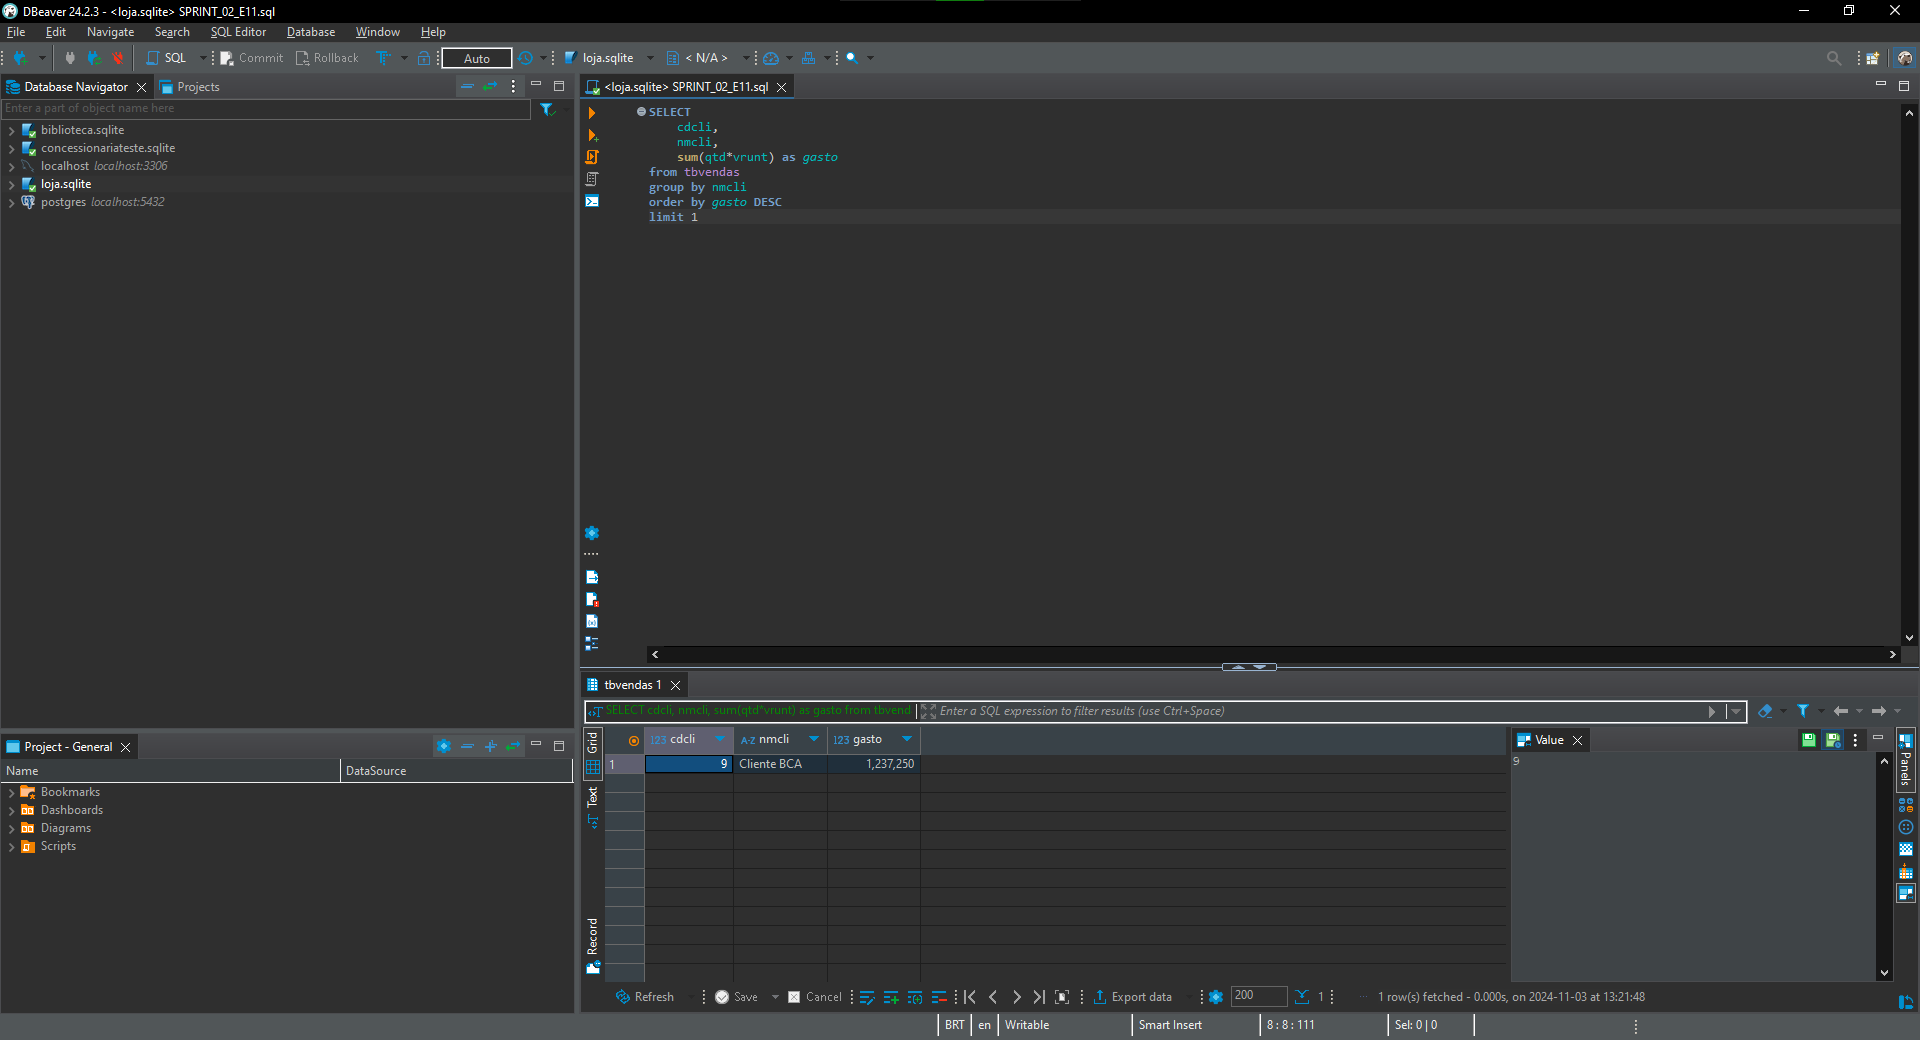 DBeaver 24.2.3 - <loja.sqlite> SPRINT_02_E11.sql
File Edit Navigate Search SQL Editor Database Window Help
SQL Commit Rollback Auto loja.sqlite < N/A >
Database Navigator Projects
Enter a part of object name here
biblioteca.sqlite
concessionariateste.sqlite
localhost localhost:3306
loja.sqlite
postgres localhost:5432
Project - General
Name DataSource
Bookmarks
Dashboards
Diagrams
Scripts
<loja.sqlite> SPRINT_02_E11.sql
SELECT
cdcli,
nmcli,
sum(qtd*vrunt) as gasto
from tbvendas
group by nmcli
order by gasto DESC
limit 1
tbvendas 1
SELECT cdcli, nmcli, sum(qtd*vrunt) as gasto from tbvend Enter a SQL expression to filter results (use Ctrl+Space)
Grid
Text
Record
123 cdcli A-Z nmcli 123 gasto
1 9 Cliente BCA 1,237,250
Value
9
Panels
Refresh Save Cancel Export data 200 1 1 row(s) fetched - 0.000s, on 2024-11-03 at 13:21:48
BRT en Writable Smart Insert 8 : 8 : 111 Sel: 0 | 0